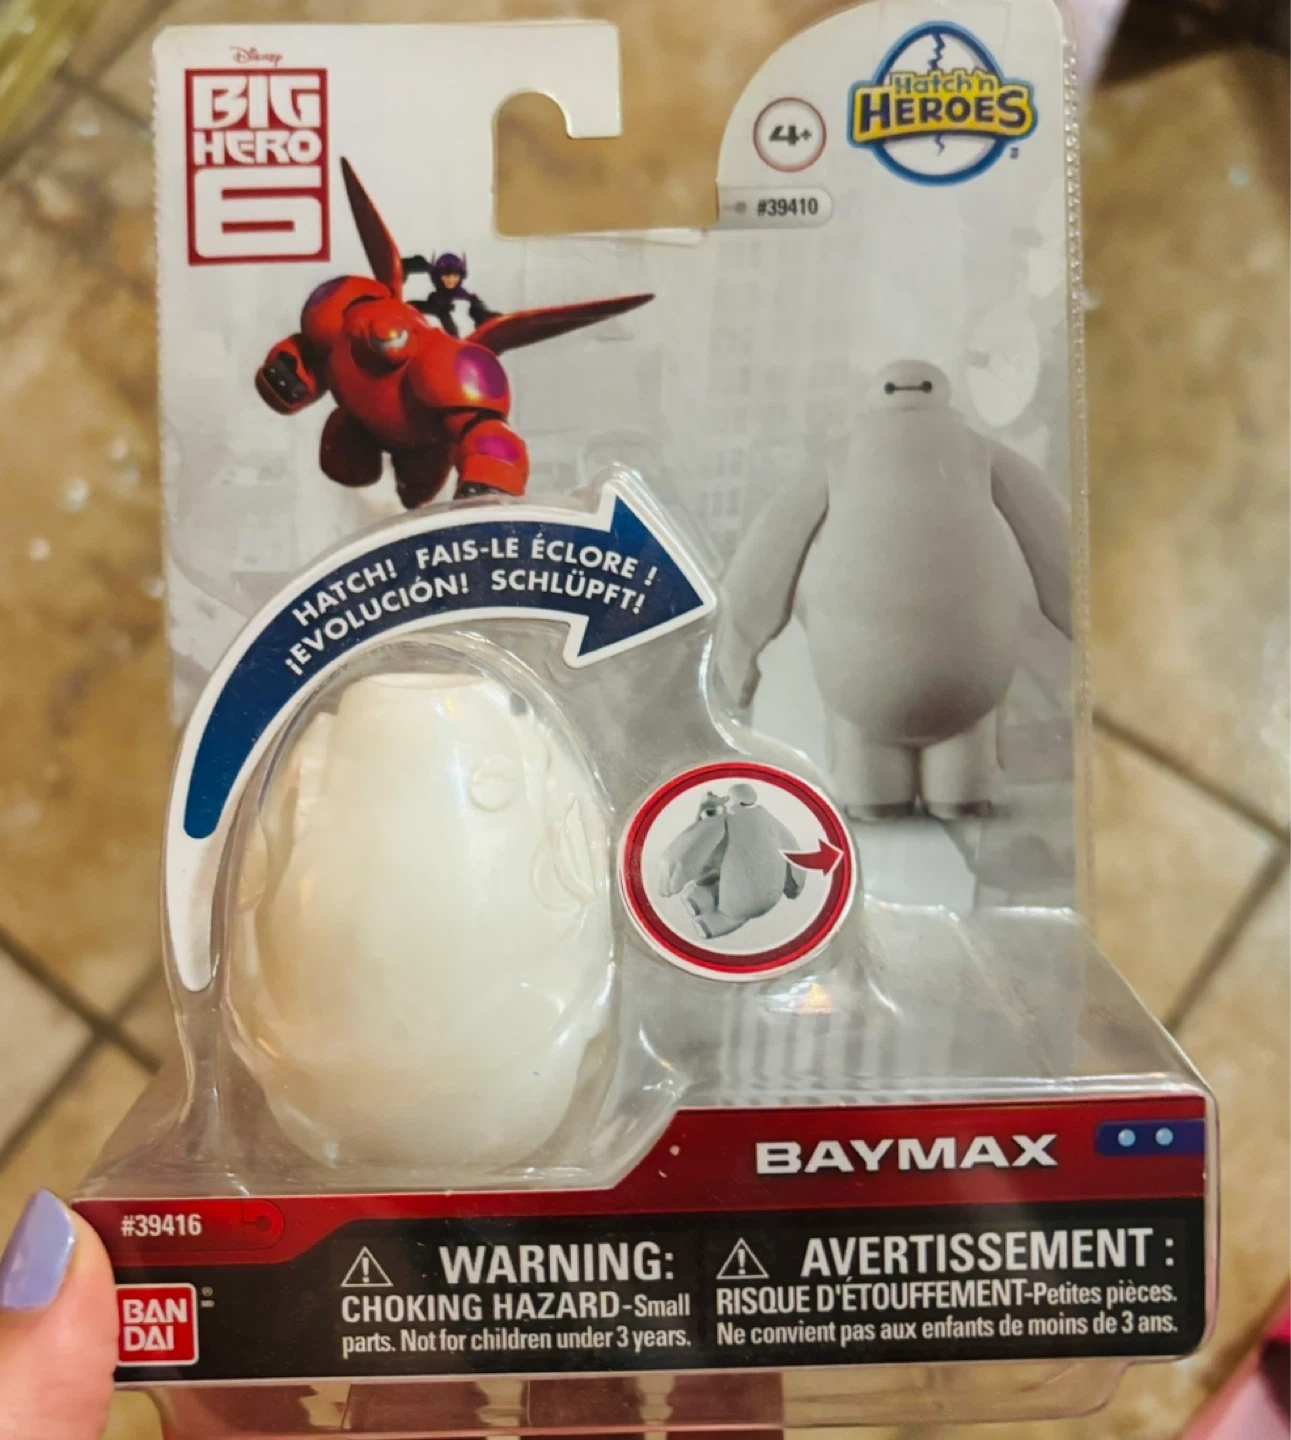 Disney
BIG
HERO
6
4+
Hatch'n
HEROES
#39410
HATCH! FAIS-LE ÉCLORE !
¡EVOLUCIÓN! SCHLÜPFT!
BAYMAX
#39416
BAN
DAI
®
WARNING:
CHOKING HAZARD-Small
parts. Not for children under 3 years.
AVERTISSEMENT :
RISQUE D'ÉTOUFFEMENT-Petites pièces.
Ne convient pas aux enfants de moins de 3 ans.